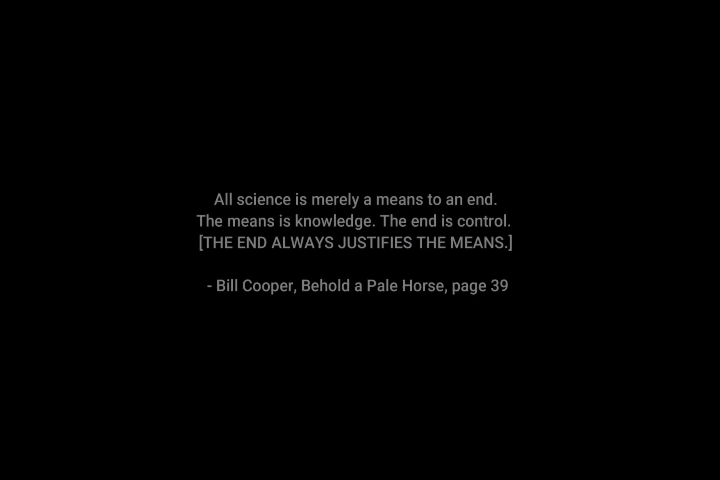 All science is merely a means to an end.
The means is knowledge. The end is control.
[THE END ALWAYS JUSTIFIES THE MEANS.]
- Bill Cooper, Behold a Pale Horse, page 39